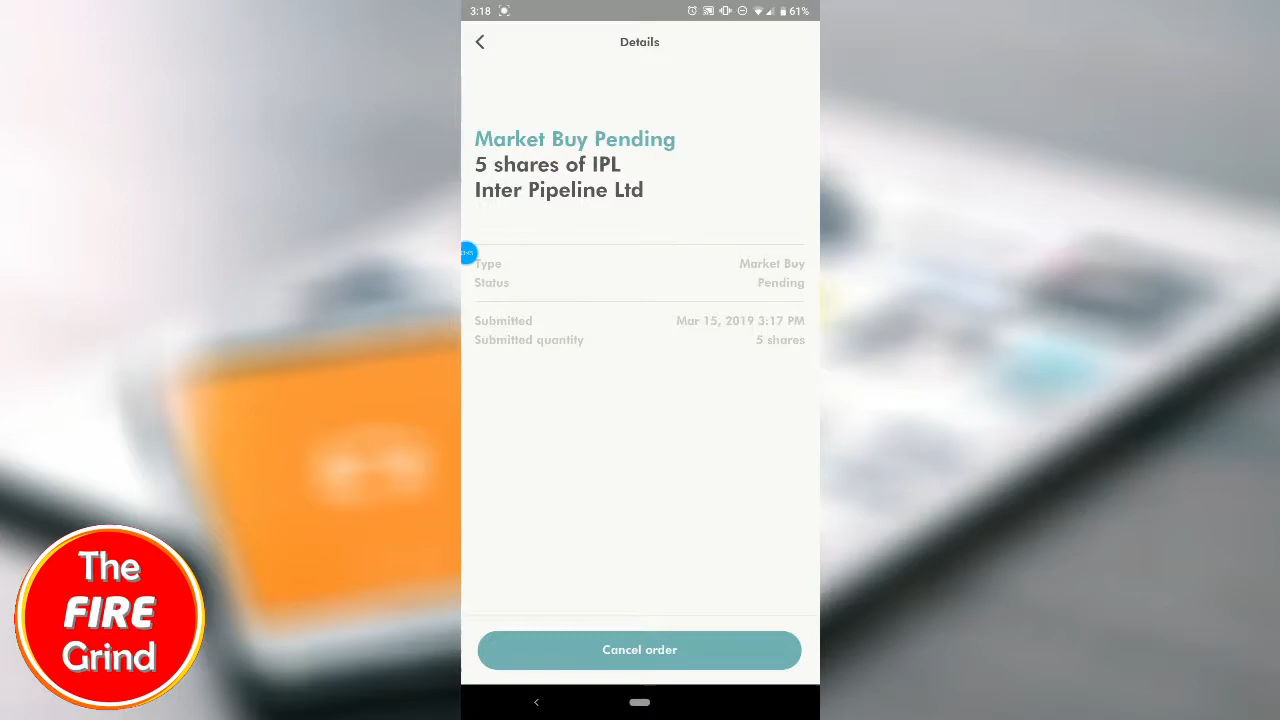 3:18
61%
Details
Market Buy Pending
5 shares of IPL
Inter Pipeline Ltd
Type Market Buy
Status Pending
Submitted Mar 15, 2019 3:17 PM
Submitted quantity 5 shares
Cancel order
The
FIRE
Grind